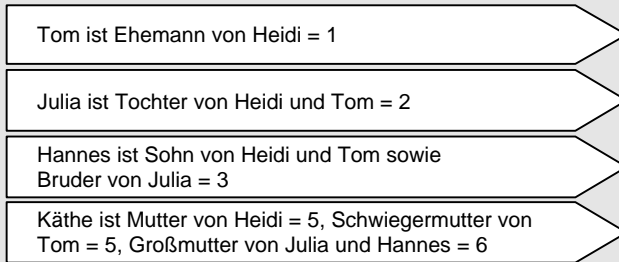 Tom ist Ehemann von Heidi = 1
Julia ist Tochter von Heidi und Tom = 2
Hannes ist Sohn von Heidi und Tom sowie
Bruder von Julia = 3
Käthe ist Mutter von Heidi = 5, Schwiegermutter von
Tom = 5, Großmutter von Julia und Hannes = 6